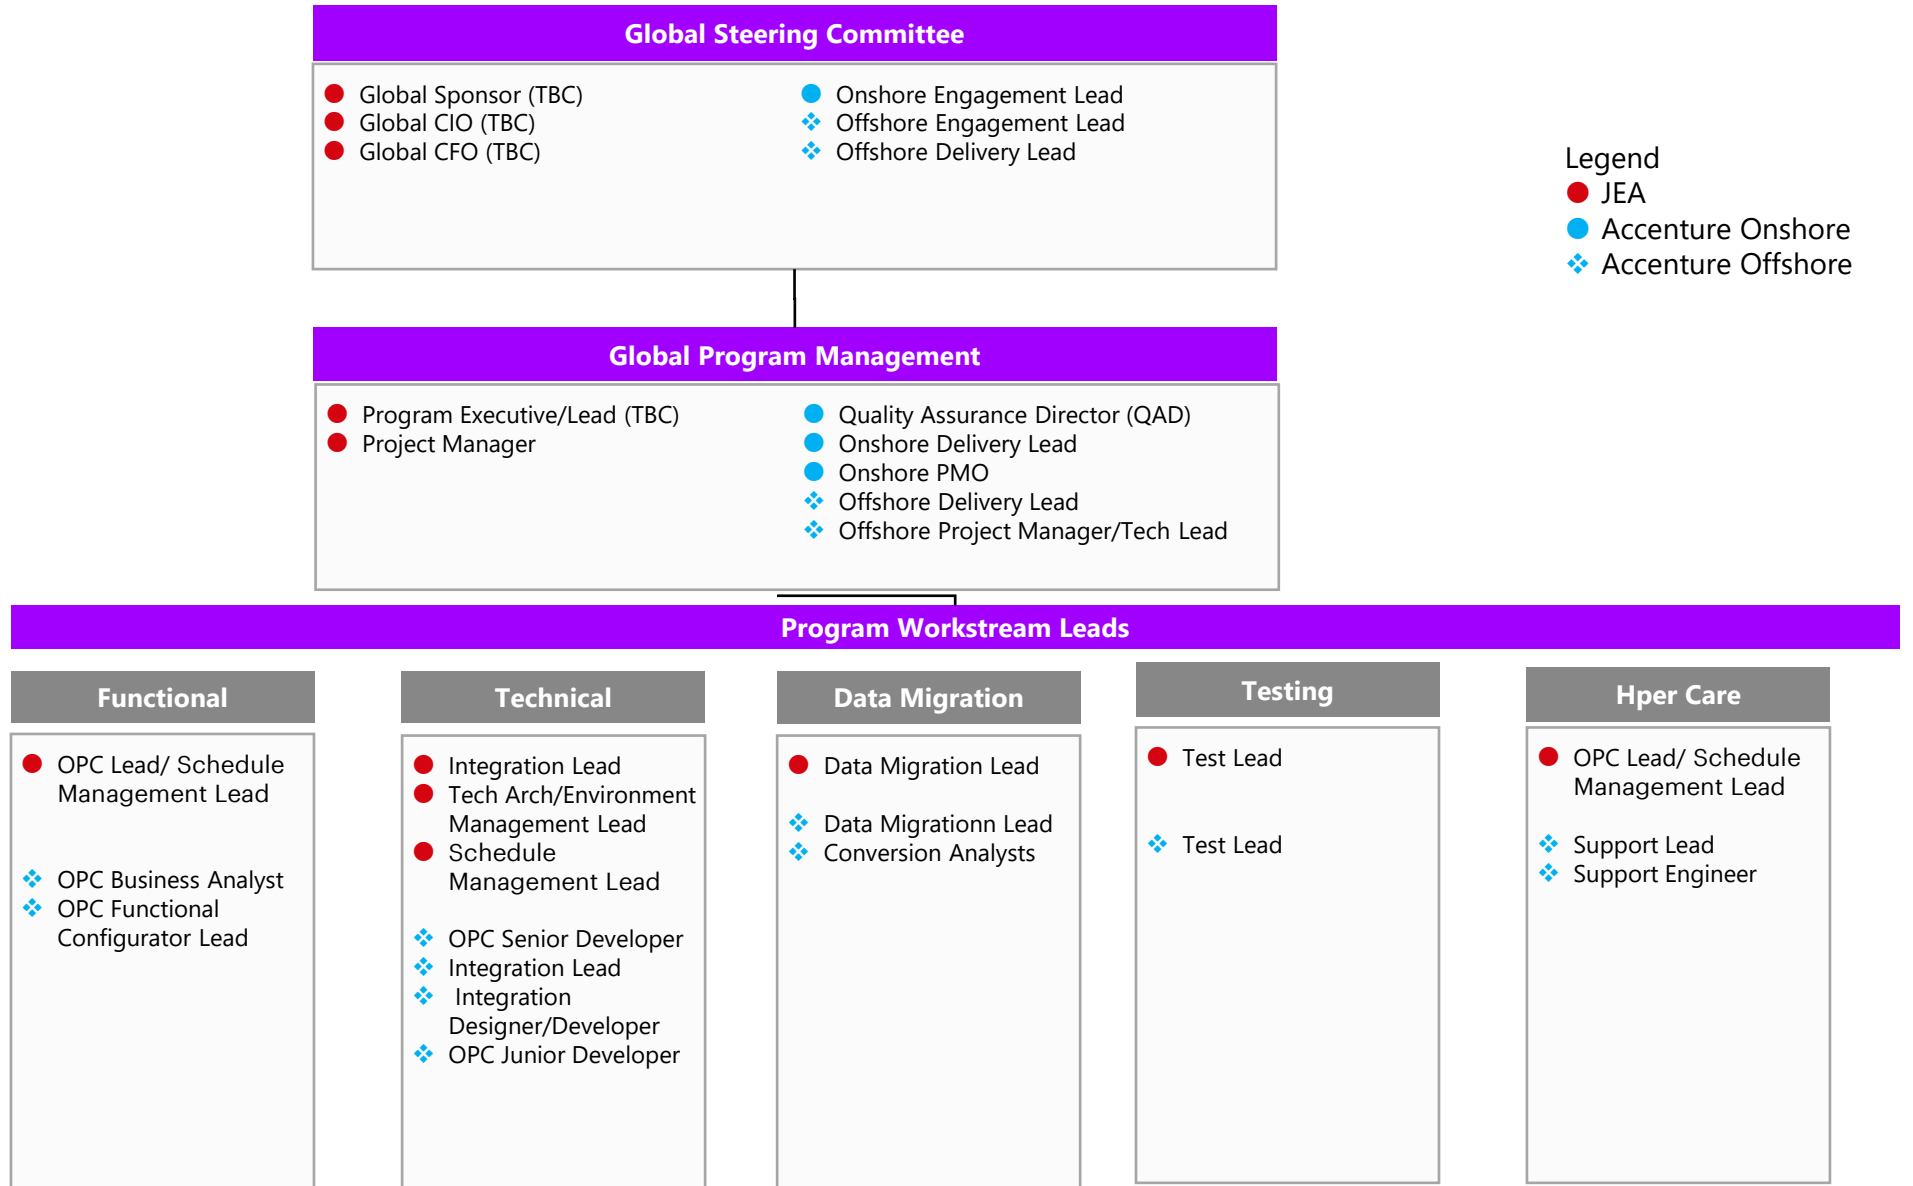 Global Steering Committee
Global Sponsor (TBC)
Global CIO (TBC)
Global CFO (TBC)
Onshore Engagement Lead
Offshore Engagement Lead
Offshore Delivery Lead
Legend
JEA
Accenture Onshore
Accenture Offshore
Global Program Management
Program Executive/Lead (TBC)
Project Manager
Quality Assurance Director (QAD)
Onshore Delivery Lead
Onshore PMO
Offshore Delivery Lead
Offshore Project Manager/Tech Lead
Program Workstream Leads
Functional
OPC Lead/ Schedule
Management Lead
OPC Business Analyst
OPC Functional
Configurator Lead
Technical
Integration Lead
Tech Arch/Environment
Management Lead
Schedule
Management Lead
OPC Senior Developer
Integration Lead
Integration
Designer/Developer
OPC Junior Developer
Data Migration
Data Migration Lead
Data Migrationn Lead
Conversion Analysts
Testing
Test Lead
Test Lead
Hper Care
OPC Lead/ Schedule
Management Lead
Support Lead
Support Engineer